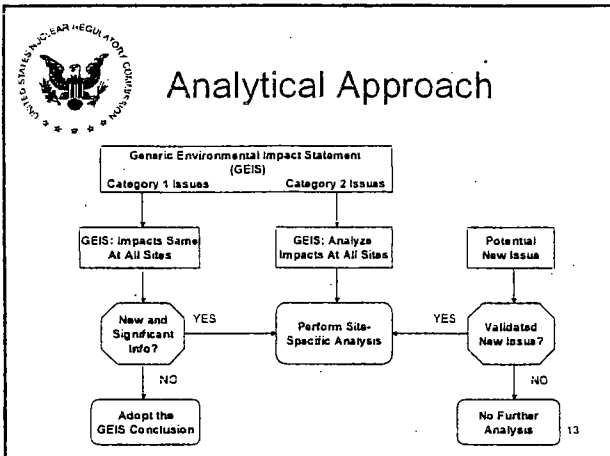 UNITED STATES NUCLEAR REGULATORY COMMISSION
Analytical Approach
Generic Environmental Impact Statement
(GEIS)
Category 1 Issues Category 2 Issues
GEIS: Impacts Same
At All Sites
GEIS: Analyze
Impacts At All Sites
Potential
New Issue
New and
Significant
Info?
YES
Perform Site-
Specific Analysis
YES
Validated
New Issue?
NO
NO
Adopt the
GEIS Conclusion
No Further
Analysis
13